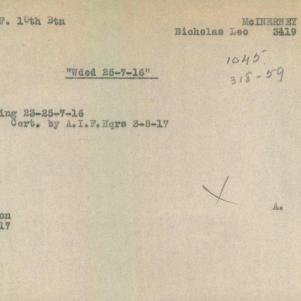 F. 10th Btn McINERNEY
Nicholas Leo 3419
1045
318-59
"Wded 25-7-16"
ing 23-25-7-16
Cert. by A.I.F.Hqrs 3-8-17
A.
on
17